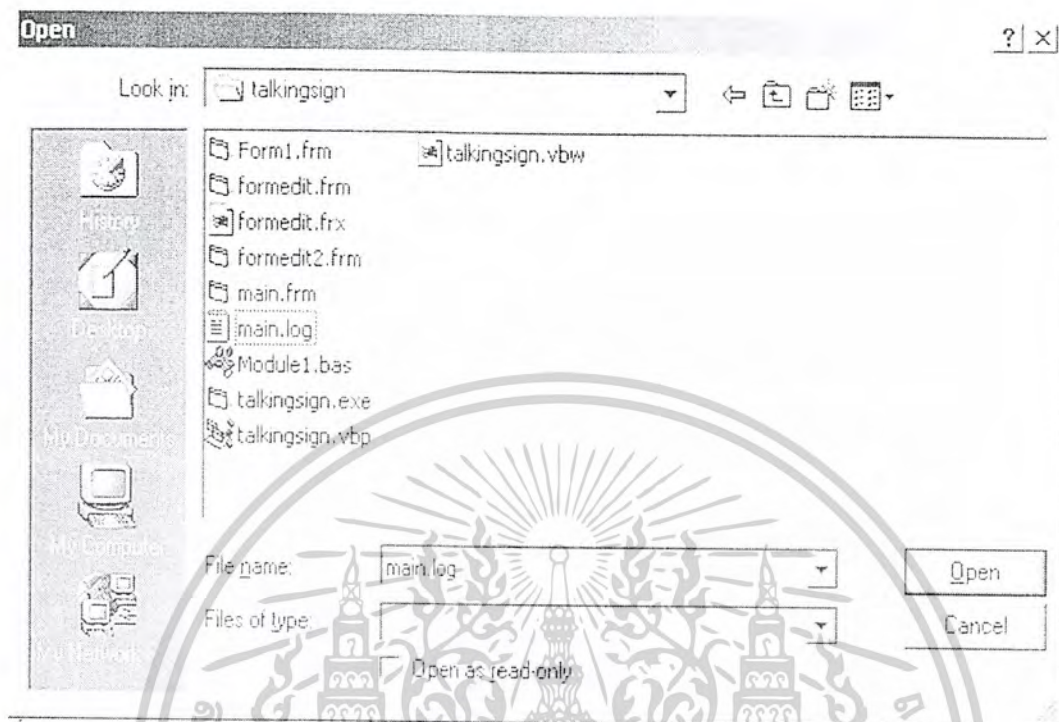 Open
Look in: talkingsign
Form1.frm
formedit.frm
formedit.frx
formedit2.frm
main.frm
main.log
Module1.bas
talkingsign.exe
talkingsign.vbp
talkingsign.vbw
History
Desktop
My Documents
My Computer
My Network
File name: main.log
Open
Files of type:
Cancel
Open as read-only